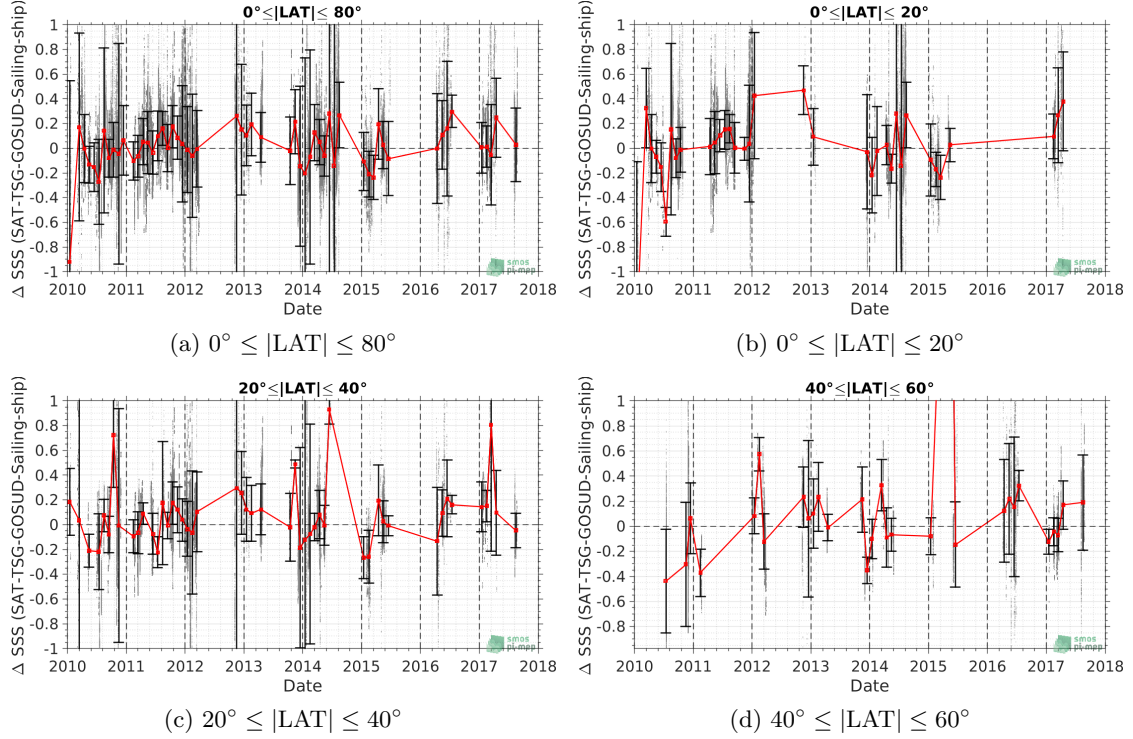 0°≤|LAT|≤ 80°
Δ SSS (SAT-TSG-GOSUD-Sailing-ship)
1
0.8
0.6
0.4
0.2
0
-0.2
-0.4
-0.6
-0.8
-1
2010 2011 2012 2013 2014 2015 2016 2017 2018
Date
smos
pi-mep
(a) 0° ≤ |LAT| ≤ 80°
0°≤|LAT|≤ 20°
Δ SSS (SAT-TSG-GOSUD-Sailing-ship)
1
0.8
0.6
0.4
0.2
0
-0.2
-0.4
-0.6
-0.8
-1
2010 2011 2012 2013 2014 2015 2016 2017 2018
Date
smos
pi-mep
(b) 0° ≤ |LAT| ≤ 20°
20°≤|LAT|≤ 40°
Δ SSS (SAT-TSG-GOSUD-Sailing-ship)
1
0.8
0.6
0.4
0.2
0
-0.2
-0.4
-0.6
-0.8
-1
2010 2011 2012 2013 2014 2015 2016 2017 2018
Date
smos
pi-mep
(c) 20° ≤ |LAT| ≤ 40°
40°≤|LAT|≤ 60°
Δ SSS (SAT-TSG-GOSUD-Sailing-ship)
0.8
0.6
0.4
0.2
0
-0.2
-0.4
-0.6
-0.8
2010 2011 2012 2013 2014 2015 2016 2017 2018
Date
smos
pi-mep
(d) 40° ≤ |LAT| ≤ 60°